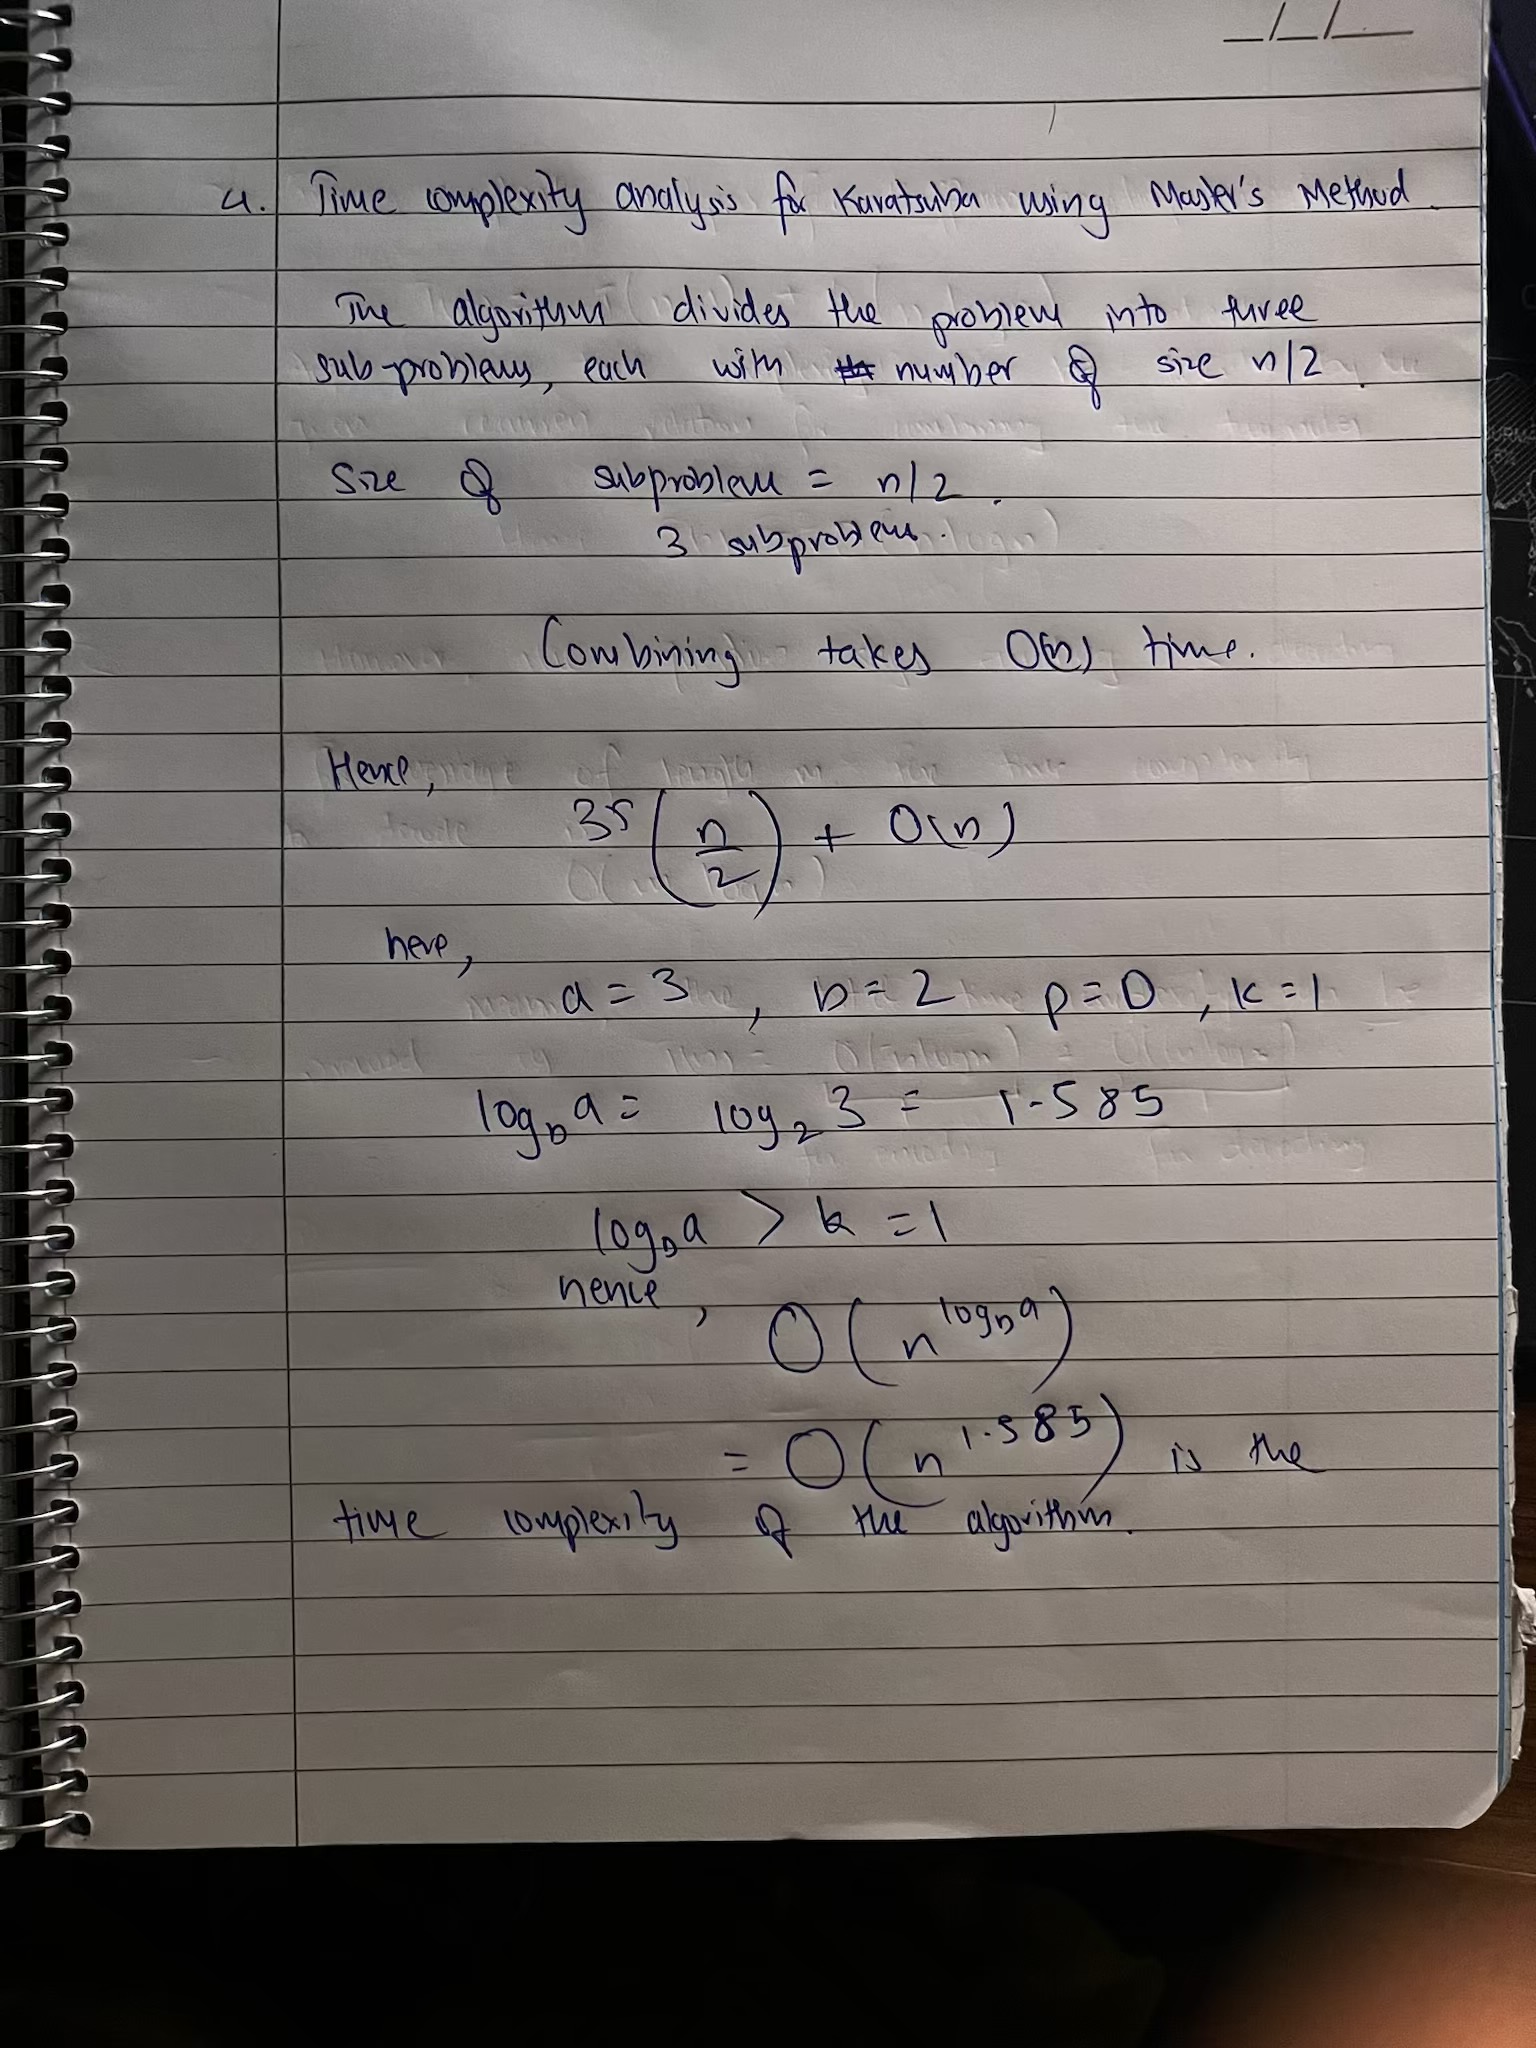 4. Time complexity analysis for Karatsuba using Master's Method.
The algorithm divides the problem into three
sub-problems, each with number of size n/2.
Size of subproblem = n/2.
3 subproblems.
Combining takes O(n) time.
Hence,
3T(n/2) + O(n)
here,
a = 3, b = 2 p = 0, k = 1
log_b a = log_2 3 = 1.585
log_b a > k = 1
hence,
O(n^log_b a)
= O(n^1.585) is the
time complexity of the algorithm.